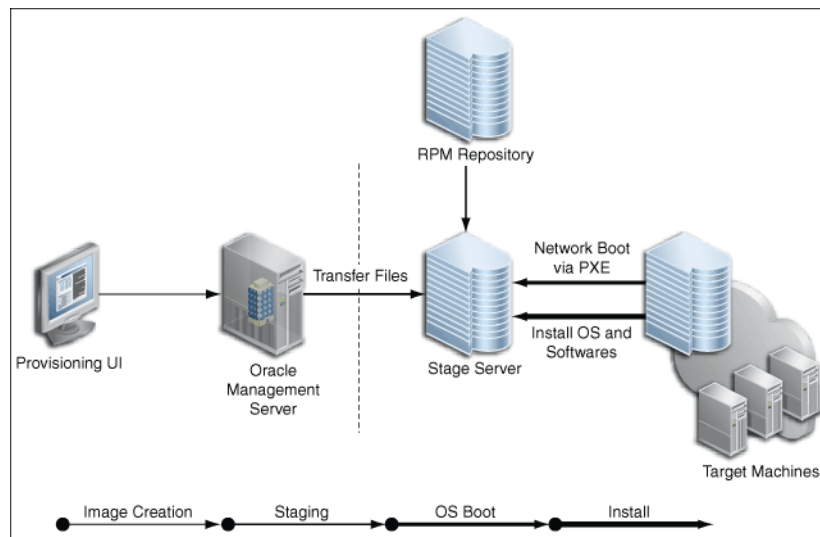 RPM Repository
Network Boot
via PXE
Transfer Files
Install OS and
Softwares
Provisioning UI
Oracle
Management
Server
Stage Server
Target Machines
Image Creation
Staging
OS Boot
Install